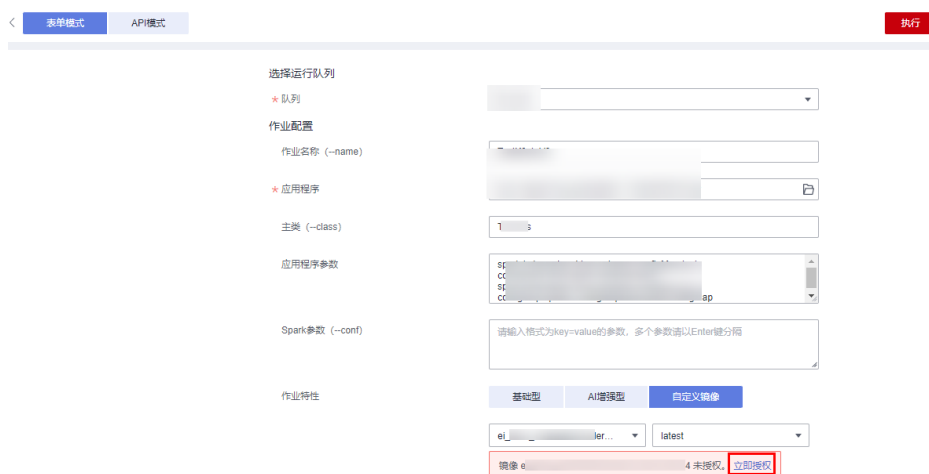 表单模式 API模式 执行
选择运行队列
队列
作业配置
作业名称（--name）
* 应用程序
主类（--class）
应用程序参数
Spark参数（--conf） 请输入格式为key=value的参数，多个参数请以Enter键分隔
作业特性 基础型 AI增强型 自定义镜像
latest
镜像 未授权。 立即授权